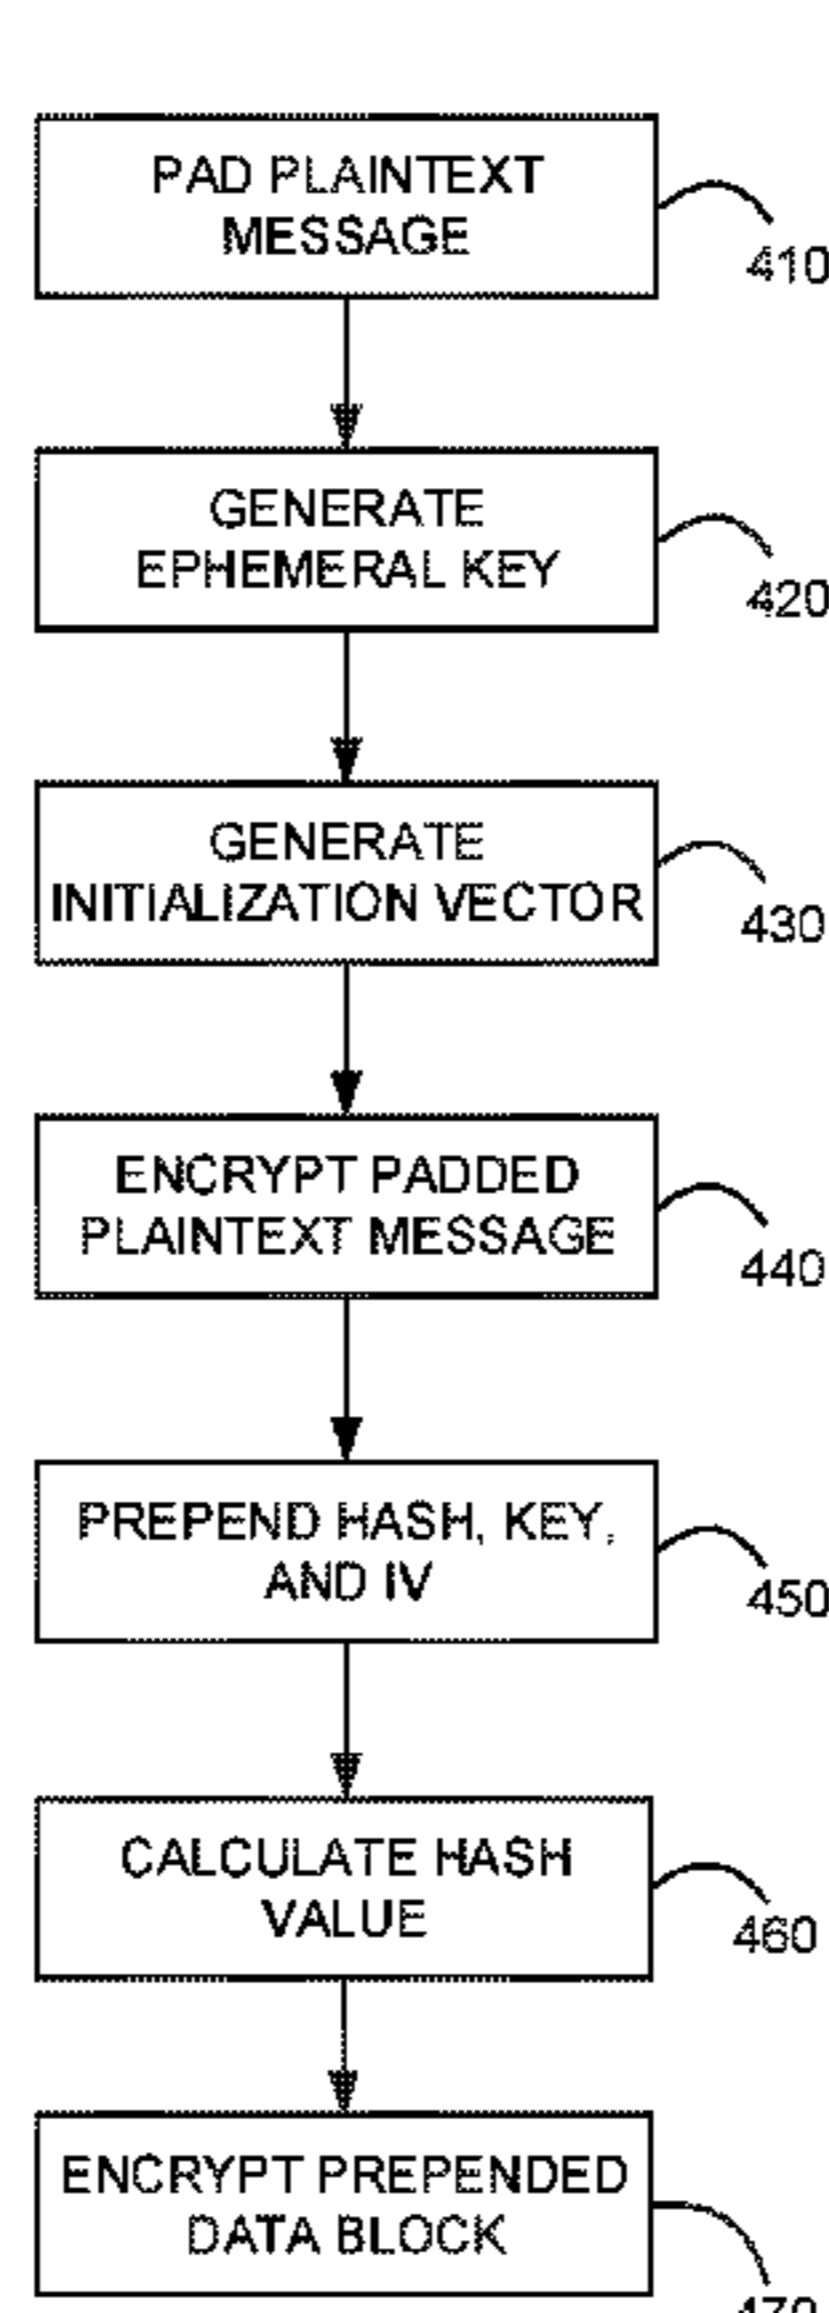 PAD PLAINTEXT
MESSAGE
410
GENERATE
EPHEMERAL KEY
420
GENERATE
INITIALIZATION VECTOR
430
ENCRYPT PADDED
PLAINTEXT MESSAGE
440
PREPEND HASH, KEY,
AND IV
450
CALCULATE HASH
VALUE
460
ENCRYPT PREPENDED
DATA BLOCK
470